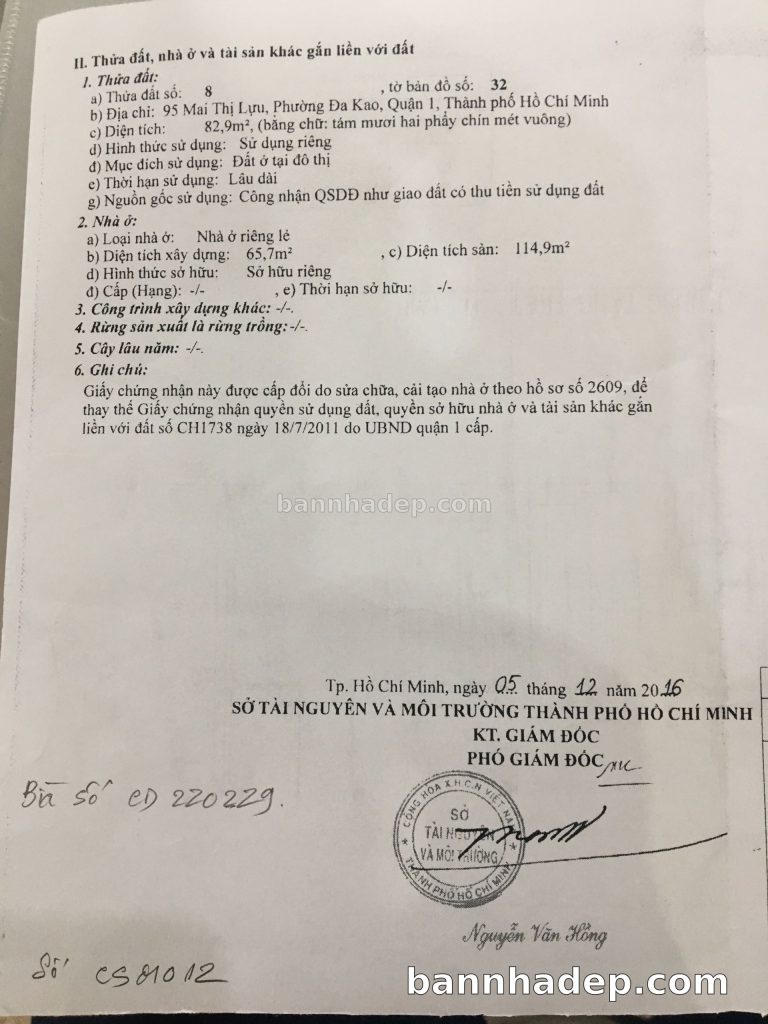 II. Thửa đất, nhà ở và tài sản khác gắn liền với đất
1. Thửa đất:
a) Thửa đất số: 8 , tờ bản đồ số: 32
b) Địa chỉ: 95 Mai Thị Lựu, Phường Đa Kao, Quận 1, Thành phố Hồ Chí Minh
c) Diện tích: 82,9m², (bằng chữ: tám mươi hai phẩy chín mét vuông)
d) Hình thức sử dụng: Sử dụng riêng
đ) Mục đích sử dụng: Đất ở tại đô thị
e) Thời hạn sử dụng: Lâu dài
g) Nguồn gốc sử dụng: Công nhận QSDĐ như giao đất có thu tiền sử dụng đất
2. Nhà ở:
a) Loại nhà ở: Nhà ở riêng lẻ
b) Diện tích xây dựng: 65,7m² , c) Diện tích sàn: 114,9m²
d) Hình thức sở hữu: Sở hữu riêng
đ) Cấp (Hạng): -/- , e) Thời hạn sở hữu: -/-
3. Công trình xây dựng khác: -/-.
4. Rừng sản xuất là rừng trồng:-/-.
5. Cây lâu năm: -/-.
6. Ghi chú:
Giấy chứng nhận này được cấp đổi do sửa chữa, cải tạo nhà ở theo hồ sơ số 2609, để
thay thế Giấy chứng nhận quyền sử dụng đất, quyền sở hữu nhà ở và tài sản khác gắn
liền với đất số CH1738 ngày 18/7/2011 do UBND quận 1 cấp.
bannhadep.com
Tp. Hồ Chí Minh, ngày 05 tháng 12 năm 2016
SỞ TÀI NGUYÊN VÀ MÔI TRƯỜNG THÀNH PHỐ HỒ CHÍ MINH
KT. GIÁM ĐỐC
PHÓ GIÁM ĐỐC
Bìa số CD 220229.
CỘNG HÒA X.H.C.N VIỆT NAM
SỞ
TÀI NGUYÊN
VÀ MÔI TRƯỜNG
THÀNH PHỐ HỒ CHÍ MINH
Nguyễn Văn Hồng
Số CS01012
bannhadep.com